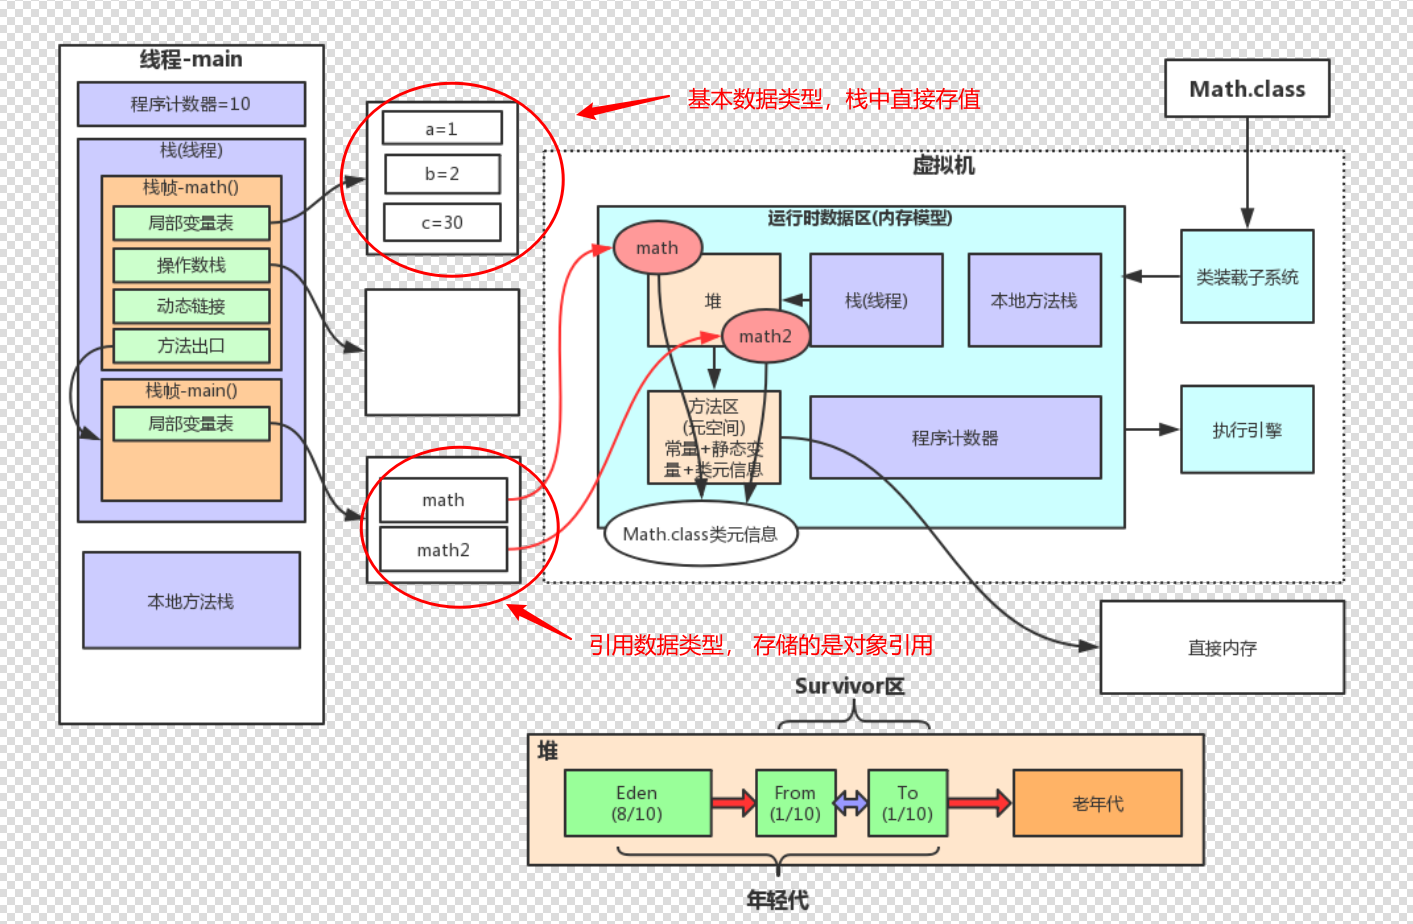 线程-main
程序计数器=10
栈(线程)
栈帧-math()
局部变量表
操作数栈
动态链接
方法出口
栈帧-main()
局部变量表
本地方法栈
a=1
b=2
c=30
基本数据类型，栈中直接存值
math
math2
引用数据类型， 存储的是对象引用
Math.class
虚拟机
运行时数据区(内存模型)
math
堆
math2
栈(线程)
本地方法栈
类装载子系统
方法区
(元空间)
常量+静态变
量+类元信息
程序计数器
执行引擎
Math.class类元信息
直接内存
Survivor区
堆
Eden
(8/10)
From
(1/10)
To
(1/10)
老年代
年轻代